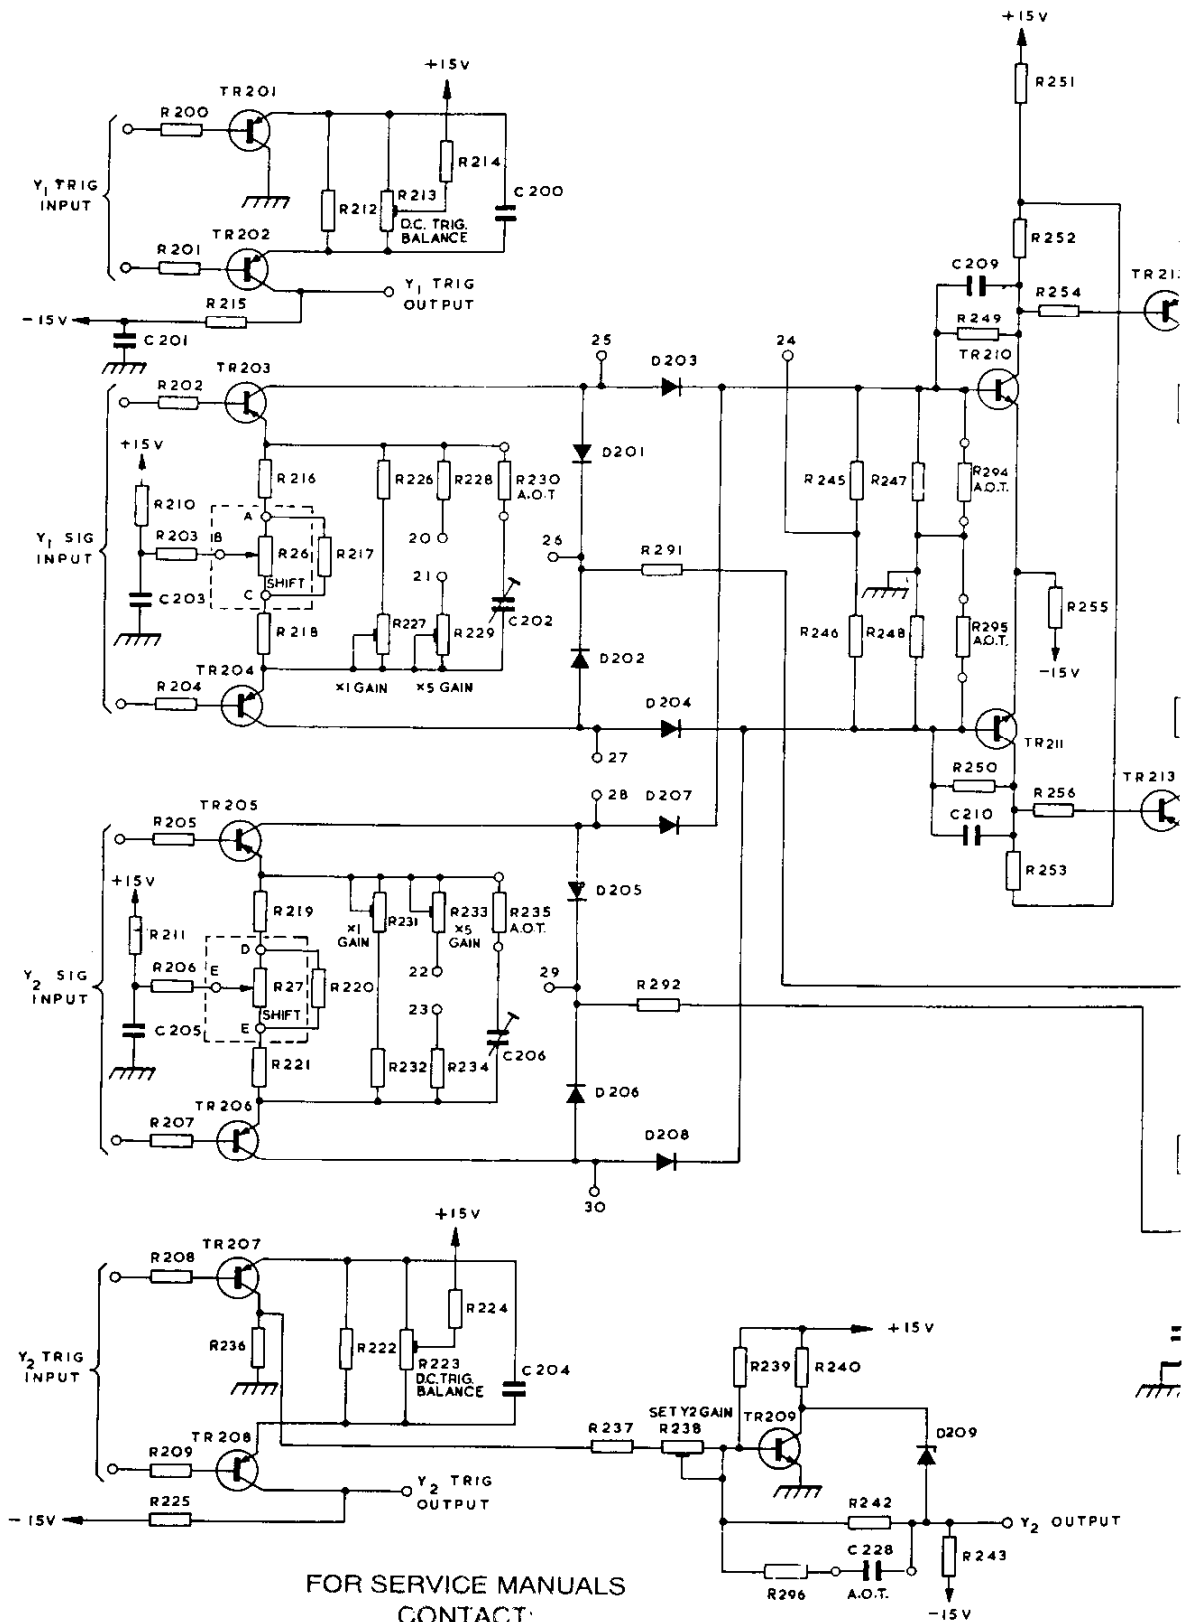 +15V
R251
+15V
TR201
R200
R214
Y1 TRIG
INPUT
R212
R213
C200
D.C. TRIG.
BALANCE
R252
TR202
R201
C209
R254
Y1 TRIG
OUTPUT
R215
-15V
C201
R249
TR210
25
24
D203
TR203
R202
+15V
D201
R216
R226
R228
R230
A.O.T
R245
R247
R294
A.O.T.
R210
A
Y1 SIG
INPUT
R203
B
R26
R217
20
26
R291
SHIFT
21
C
C203
C202
R255
R218
R227
R229
R246
R248
R295
A.O.T.
D202
-15V
TR204
R204
×1 GAIN
×5 GAIN
D204
TR211
27
28
D207
R250
TR213
R256
C210
TR205
R205
+15V
D205
R253
R219
R231
R233
R235
A.O.T.
×1
GAIN
×5
GAIN
R211
D
Y2 SIG
INPUT
R206
E
R27
R220
22
29
R292
SHIFT
23
E
C205
C206
R221
R232
R234
D206
TR206
R207
D208
30
+15V
TR207
R208
R224
+15V
R236
R222
R223
D.C. TRIG.
BALANCE
C204
R239
R240
Y2 TRIG
INPUT
SET Y2 GAIN
R237
R238
TR209
D209
TR208
R209
Y2 TRIG
OUTPUT
R225
-15V
R242
Y2 OUTPUT
C228
R243
R296
A.O.T.
-15V
FOR SERVICE MANUALS
CONTACT: